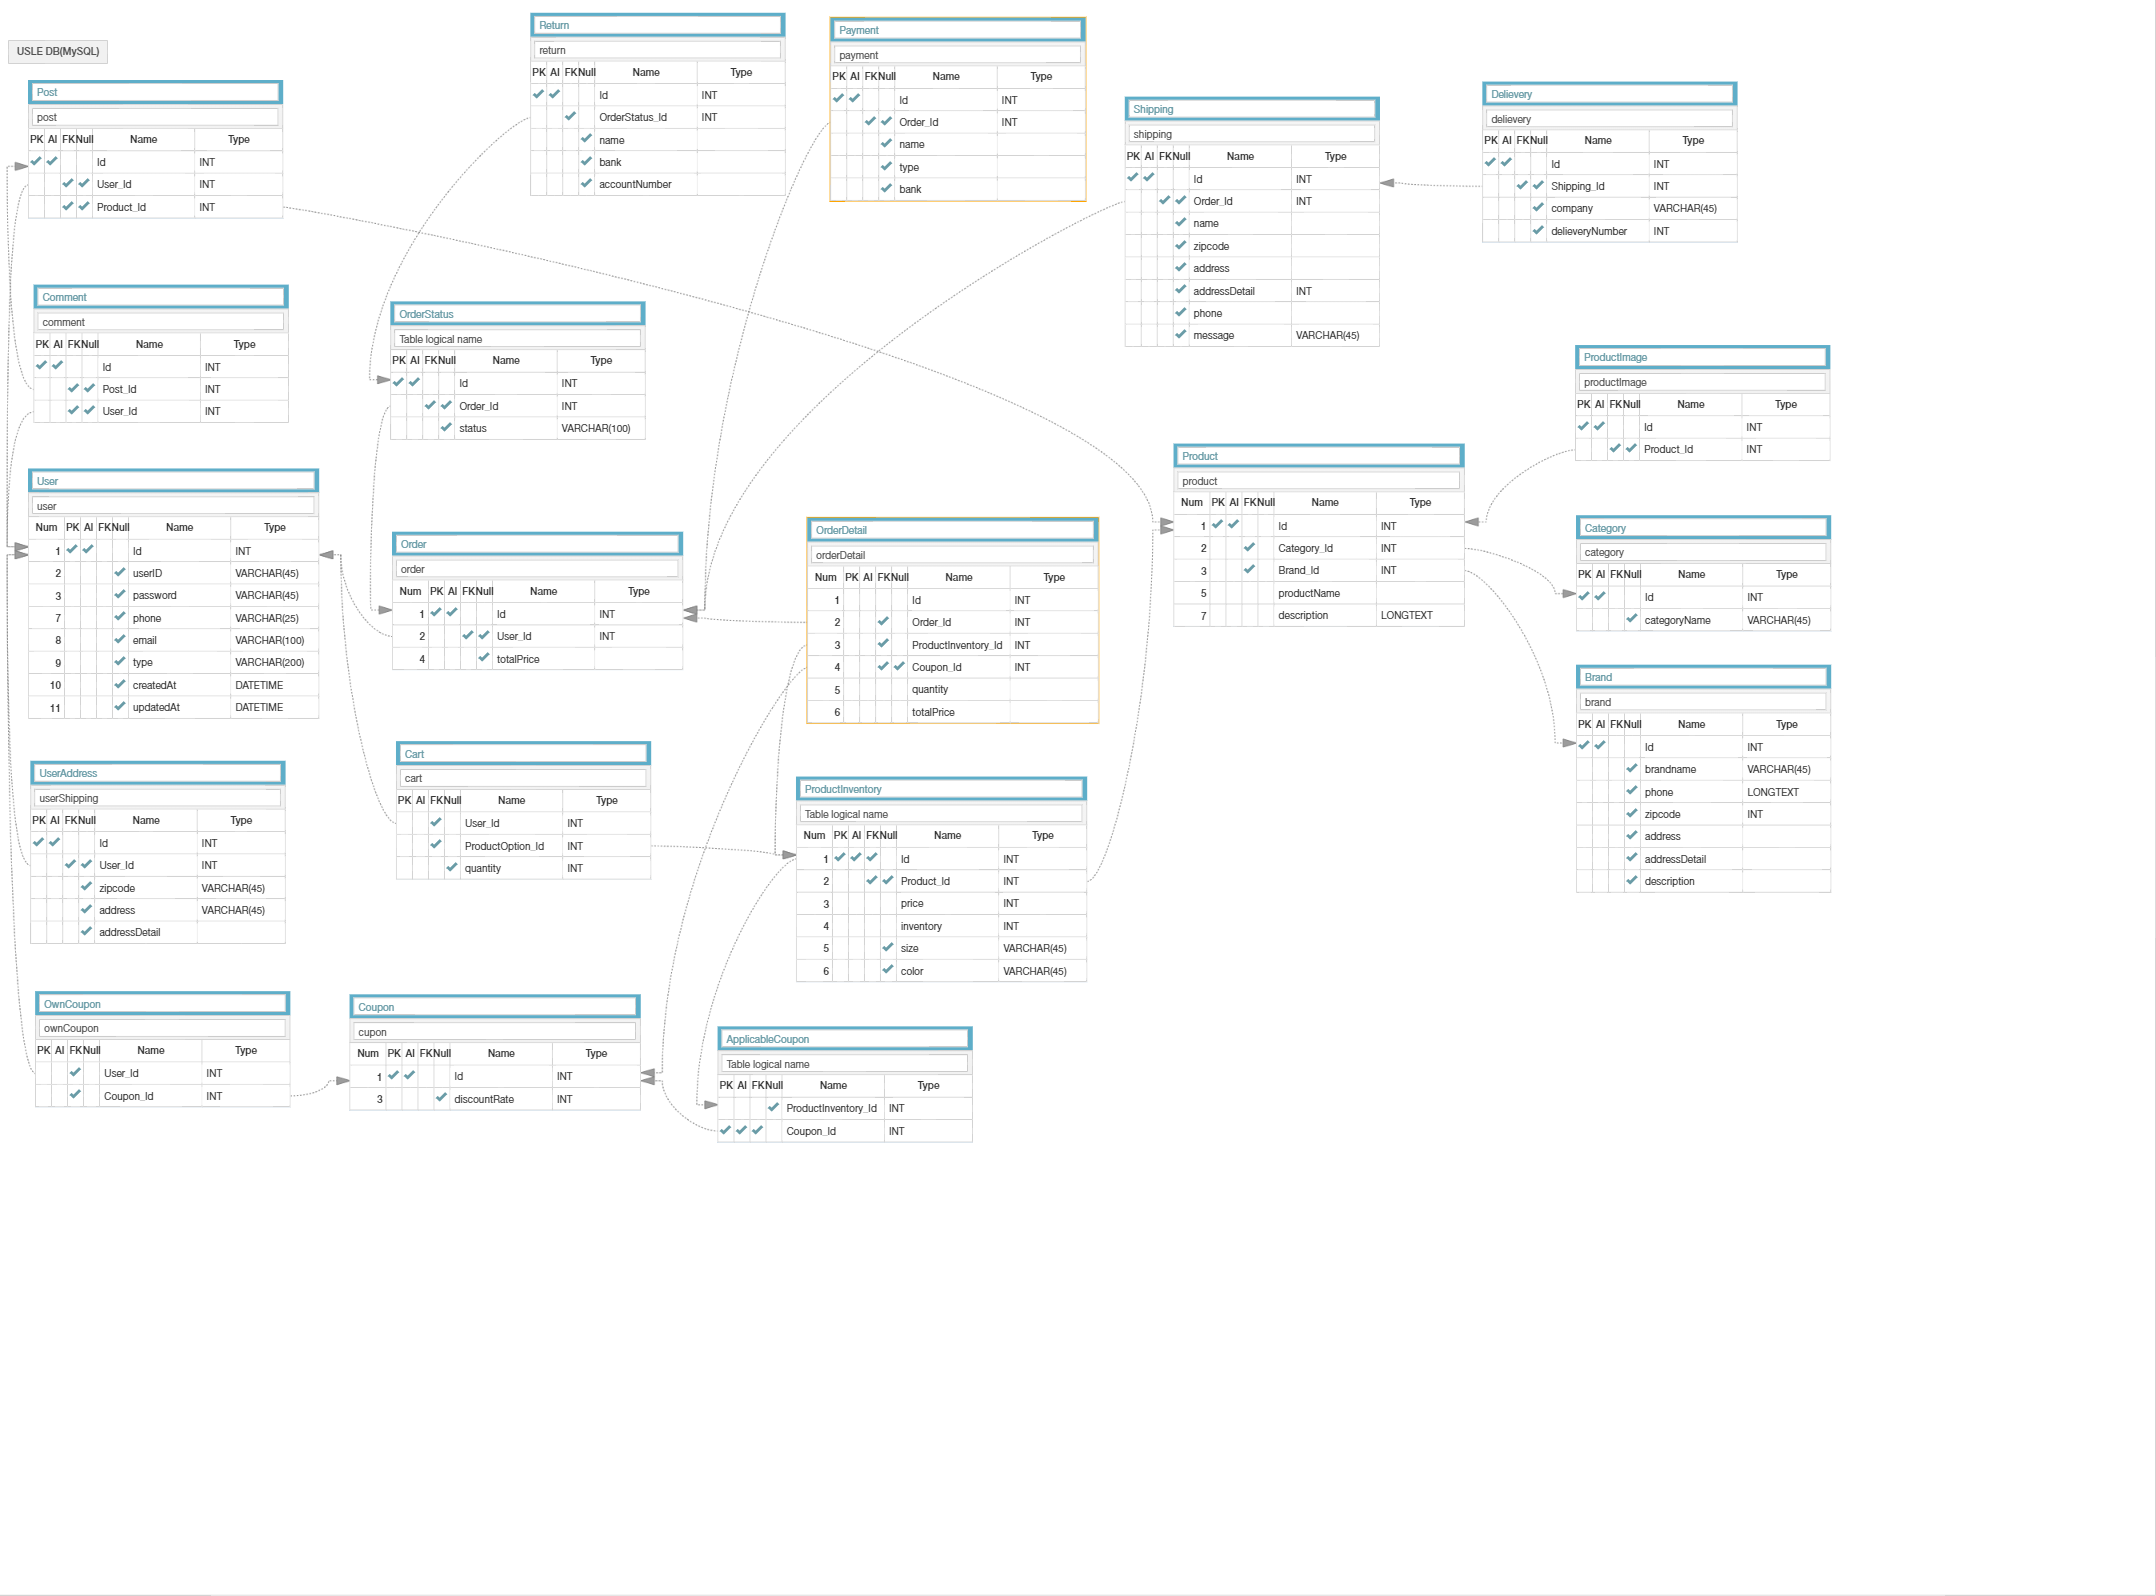 USLE DB(MySQL)
Post
post
PK AI FK Null Name Type
Id INT
User_Id INT
Product_Id INT
Comment
comment
PK AI FK Null Name Type
Id INT
Post_Id INT
User_Id INT
User
user
Num PK AI FK Null Name Type
1 Id INT
2 userID VARCHAR(45)
3 password VARCHAR(45)
7 phone VARCHAR(25)
8 email VARCHAR(100)
9 type VARCHAR(200)
10 createdAt DATETIME
11 updatedAt DATETIME
UserAddress
userShipping
PK AI FK Null Name Type
Id INT
User_Id INT
zipcode VARCHAR(45)
address VARCHAR(45)
addressDetail
OwnCoupon
ownCoupon
PK AI FK Null Name Type
User_Id INT
Coupon_Id INT
Return
return
PK AI FK Null Name Type
Id INT
OrderStatus_Id INT
name
bank
accountNumber
OrderStatus
Table logical name
PK AI FK Null Name Type
Id INT
Order_Id INT
status VARCHAR(100)
Order
order
Num PK AI FK Null Name Type
1 Id INT
2 User_Id INT
4 totalPrice
Cart
cart
PK AI FK Null Name Type
User_Id INT
ProductOption_Id INT
quantity INT
Coupon
cupon
Num PK AI FK Null Name Type
1 Id INT
3 discountRate INT
Payment
payment
PK AI FK Null Name Type
Id INT
Order_Id INT
name
type
bank
OrderDetail
orderDetail
Num PK AI FK Null Name Type
1 Id INT
2 Order_Id INT
3 ProductInventory_Id INT
4 Coupon_Id INT
5 quantity
6 totalPrice
ProductInventory
Table logical name
Num PK AI FK Null Name Type
1 Id INT
2 Product_Id INT
3 price INT
4 inventory INT
5 size VARCHAR(45)
6 color VARCHAR(45)
ApplicableCoupon
Table logical name
PK AI FK Null Name Type
ProductInventory_Id INT
Coupon_Id INT
Shipping
shipping
PK AI FK Null Name Type
Id INT
Order_Id INT
name
zipcode
address
addressDetail INT
phone
message VARCHAR(45)
Product
product
Num PK AI FK Null Name Type
1 Id INT
2 Category_Id INT
3 Brand_Id INT
5 productName
7 description LONGTEXT
Delievery
delievery
PK AI FK Null Name Type
Id INT
Shipping_Id INT
company VARCHAR(45)
delieveryNumber INT
ProductImage
productImage
PK AI FK Null Name Type
Id INT
Product_Id INT
Category
category
PK AI FK Null Name Type
Id INT
categoryName VARCHAR(45)
Brand
brand
PK AI FK Null Name Type
Id INT
brandname VARCHAR(45)
phone LONGTEXT
zipcode INT
address
addressDetail
description